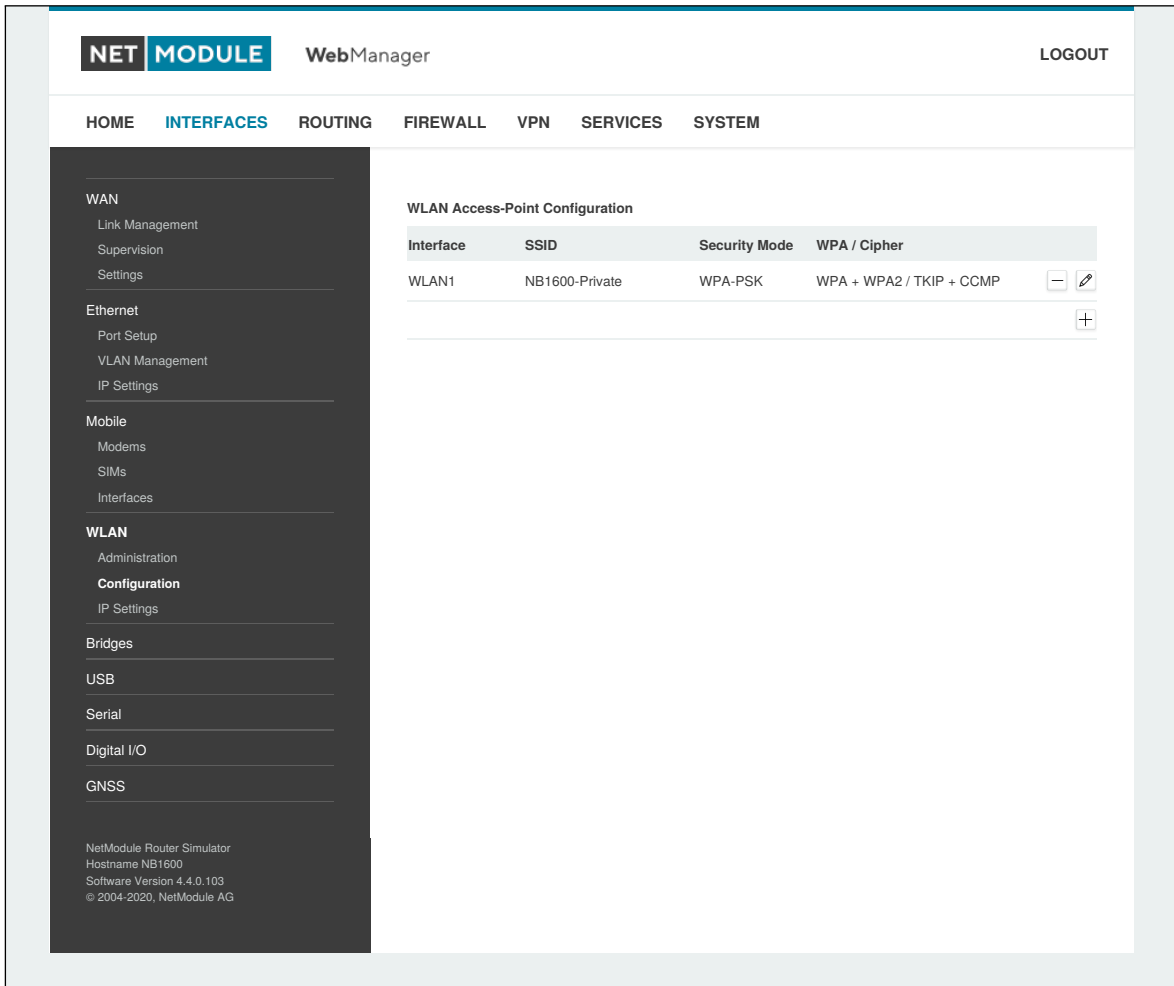 NET MODULE WebManager LOGOUT
HOME INTERFACES ROUTING FIREWALL VPN SERVICES SYSTEM
WAN
Link Management
Supervision
Settings
Ethernet
Port Setup
VLAN Management
IP Settings
Mobile
Modems
SIMs
Interfaces
WLAN
Administration
Configuration
IP Settings
Bridges
USB
Serial
Digital I/O
GNSS
NetModule Router Simulator
Hostname NB1600
Software Version 4.4.0.103
© 2004-2020, NetModule AG
WLAN Access-Point Configuration
Interface SSID Security Mode WPA / Cipher
WLAN1 NB1600-Private WPA-PSK WPA + WPA2 / TKIP + CCMP